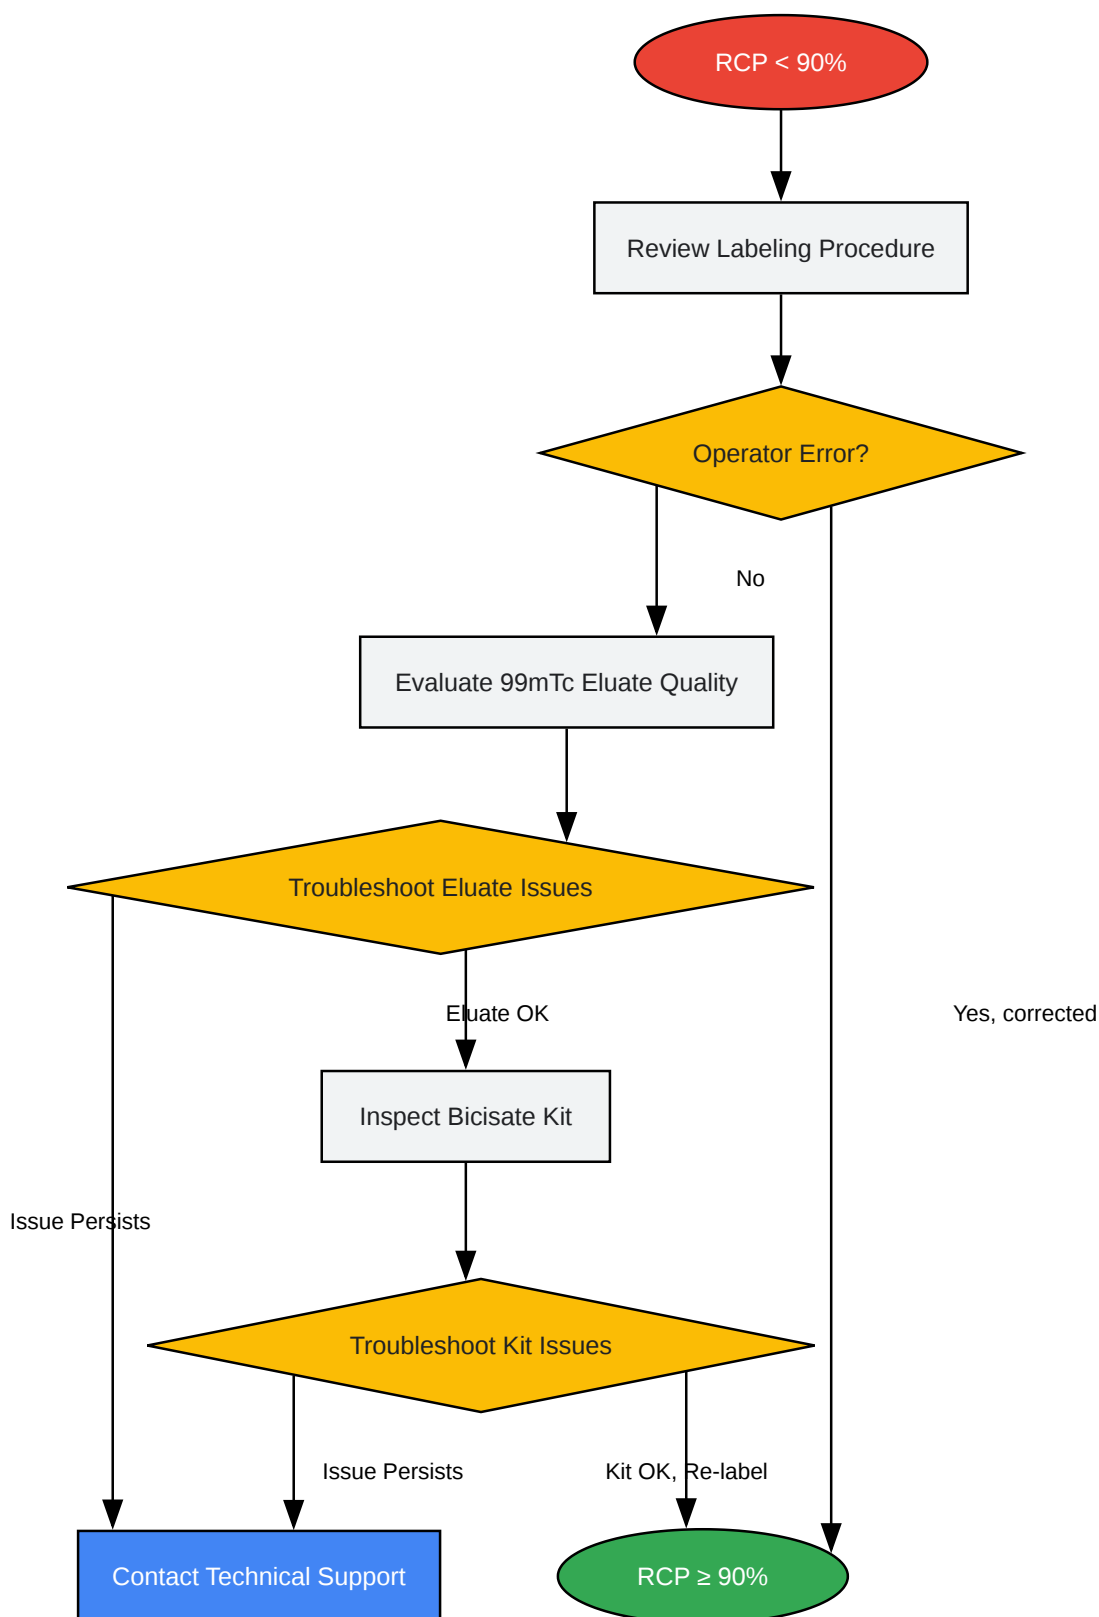 RCP < 90%
Review Labeling Procedure
Operator Error?
No
Evaluate 99mTc Eluate Quality
Troubleshoot Eluate Issues
Eluate OK
Yes, corrected
Inspect Bicisate Kit
Issue Persists
Troubleshoot Kit Issues
Issue Persists
Kit OK, Re-label
Contact Technical Support
RCP ≥ 90%